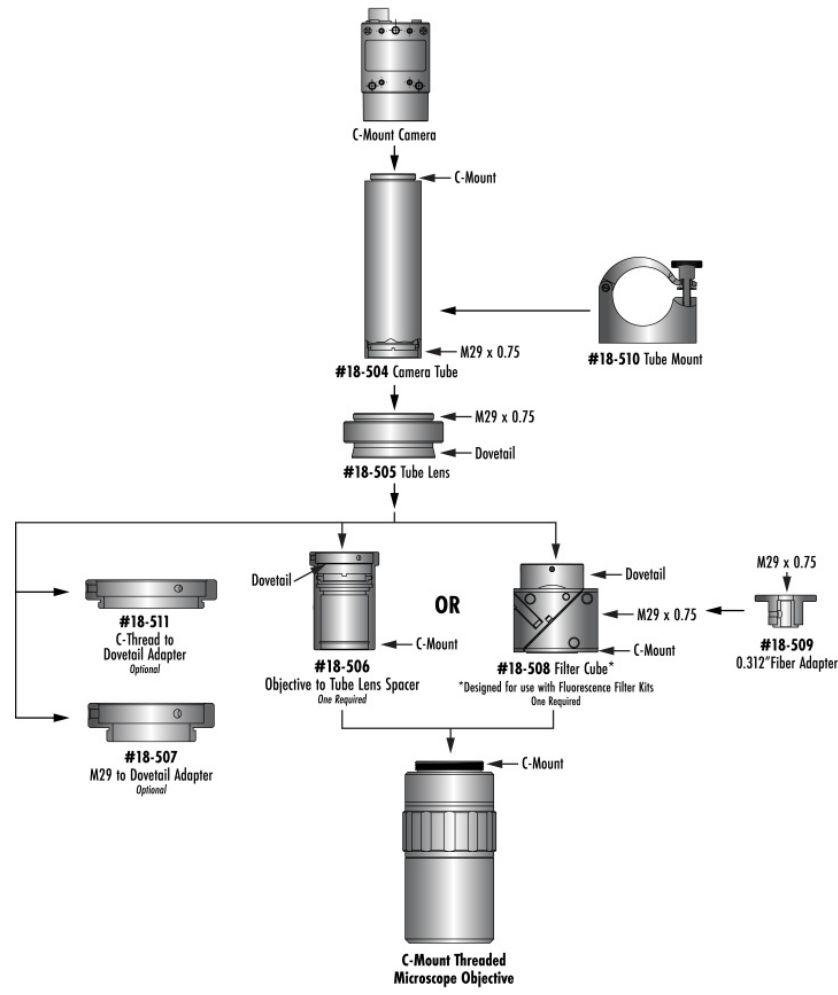 C-Mount Camera
C-Mount
M29 x 0.75
#18-504 Camera Tube
#18-510 Tube Mount
M29 x 0.75
Dovetail
#18-505 Tube Lens
#18-511
C-Thread to
Dovetail Adapter
Optional
#18-507
M29 to Dovetail Adapter
Optional
Dovetail
C-Mount
#18-506
Objective to Tube Lens Spacer
One Required
OR
Dovetail
M29 x 0.75
C-Mount
#18-508 Filter Cube*
*Designed for use with Fluorescence Filter Kits
One Required
M29 x 0.75
#18-509
0.312"Fiber Adapter
C-Mount
C-Mount Threaded
Microscope Objective